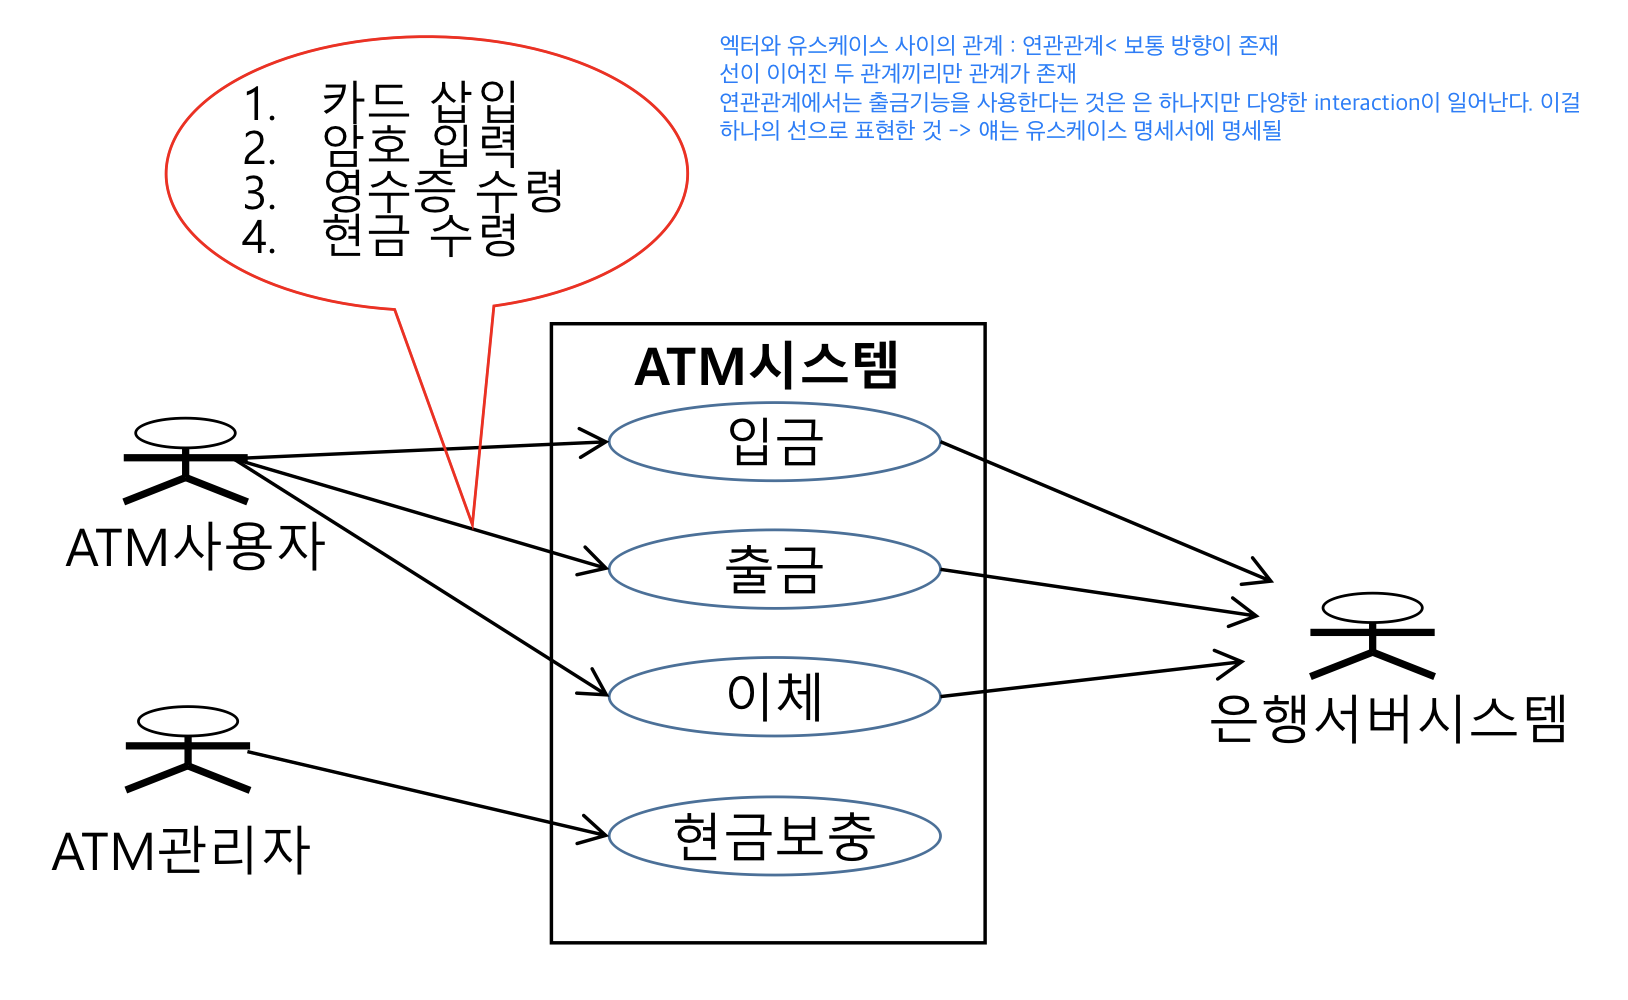 엑터와 유스케이스 사이의 관계 : 연관관계< 보통 방향이 존재
선이 이어진 두 관계끼리만 관계가 존재
연관관계에서는 출금기능을 사용한다는 것은 은 하나지만 다양한 interaction이 일어난다. 이걸
하나의 선으로 표현한 것 -> 얘는 유스케이스 명세서에 명세될
1. 카드 삽입
2. 암호 입력
3. 영수증 수령
4. 현금 수령
ATM시스템
입금
출금
이체
현금보충
ATM사용자
ATM관리자
은행서버시스템